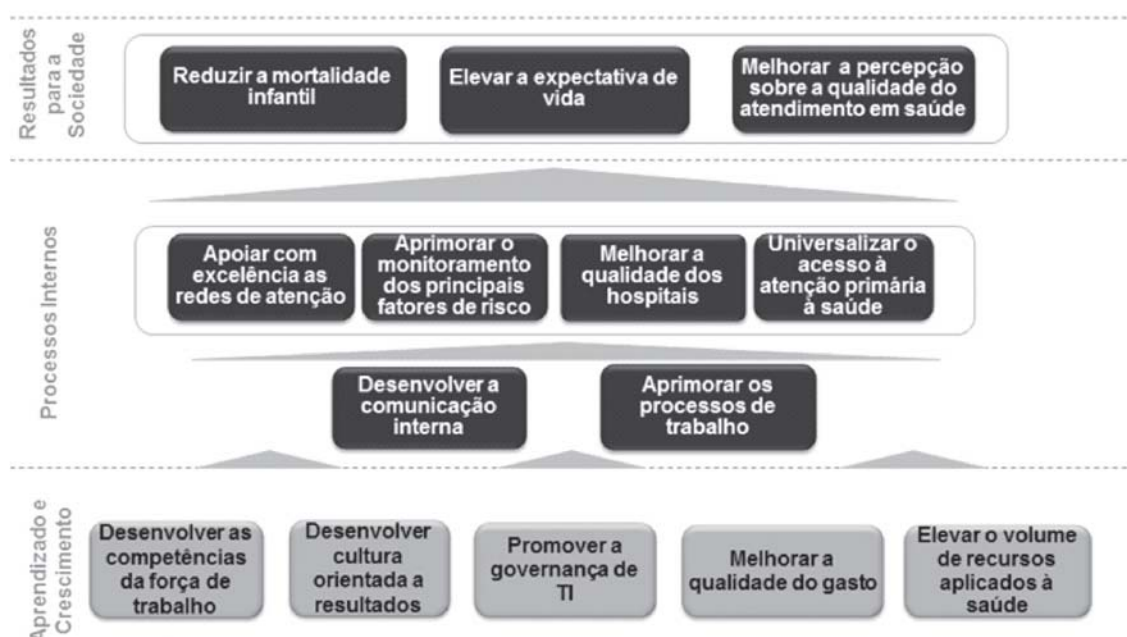 Resultados
para a
Sociedade
Reduzir a mortalidade
infantil
Elevar a expectativa de
vida
Melhorar a percepção
sobre a qualidade do
atendimento em saúde
Processos Internos
Apoiar com
excelência as
redes de atenção
Aprimorar o
monitoramento
dos principais
fatores de risco
Melhorar a
qualidade dos
hospitais
Universalizar o
acesso à
atenção primária
à saúde
Desenvolver a
comunicação
interna
Aprimorar os
processos de
trabalho
Aprendizado e
Crescimento
Desenvolver as
competências
da força de
trabalho
Desenvolver
cultura
orientada a
resultados
Promover a
governança de
TI
Melhorar a
qualidade do gasto
Elevar o volume
de recursos
aplicados à
saúde